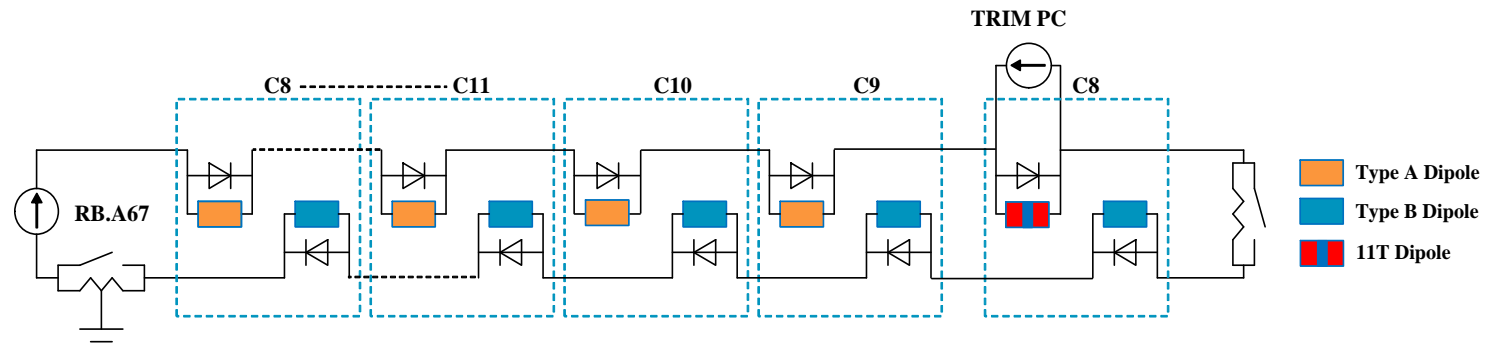 TRIM PC
C8 C11 C10 C9 C8
RB.A67
Type A Dipole
Type B Dipole
11T Dipole